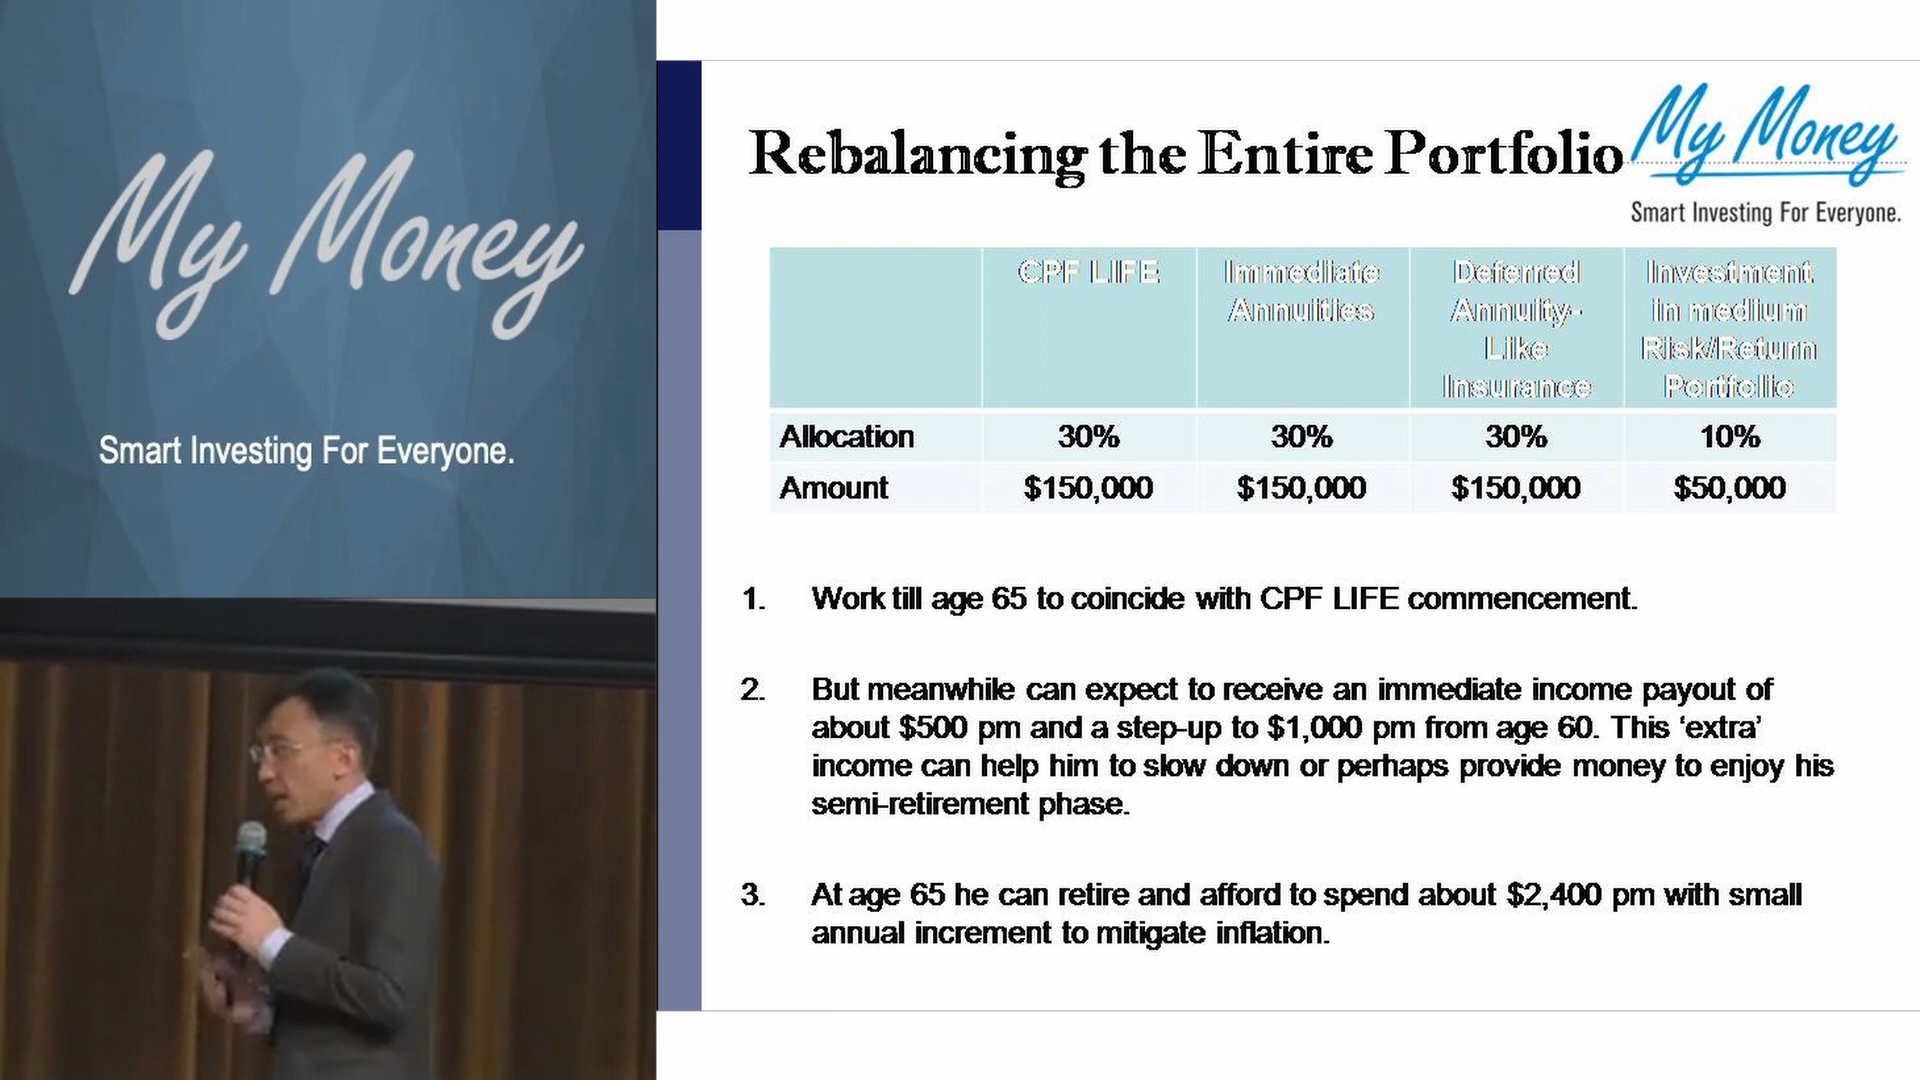 My Money
Smart Investing For Everyone.
Rebalancing the Entire Portfolio
My Money
Smart Investing For Everyone.
CPF LIFE
Immediate
Annuities
Deferred
Annuity-
Like
Insurance
Investment
in medium
Risk/Return
Portfolio
Allocation 30% 30% 30% 10%
Amount $150,000 $150,000 $150,000 $50,000
1. Work till age 65 to coincide with CPF LIFE commencement.
2. But meanwhile can expect to receive an immediate income payout of
about $500 pm and a step-up to $1,000 pm from age 60. This ‘extra’
income can help him to slow down or perhaps provide money to enjoy his
semi-retirement phase.
3. At age 65 he can retire and afford to spend about $2,400 pm with small
annual increment to mitigate inflation.